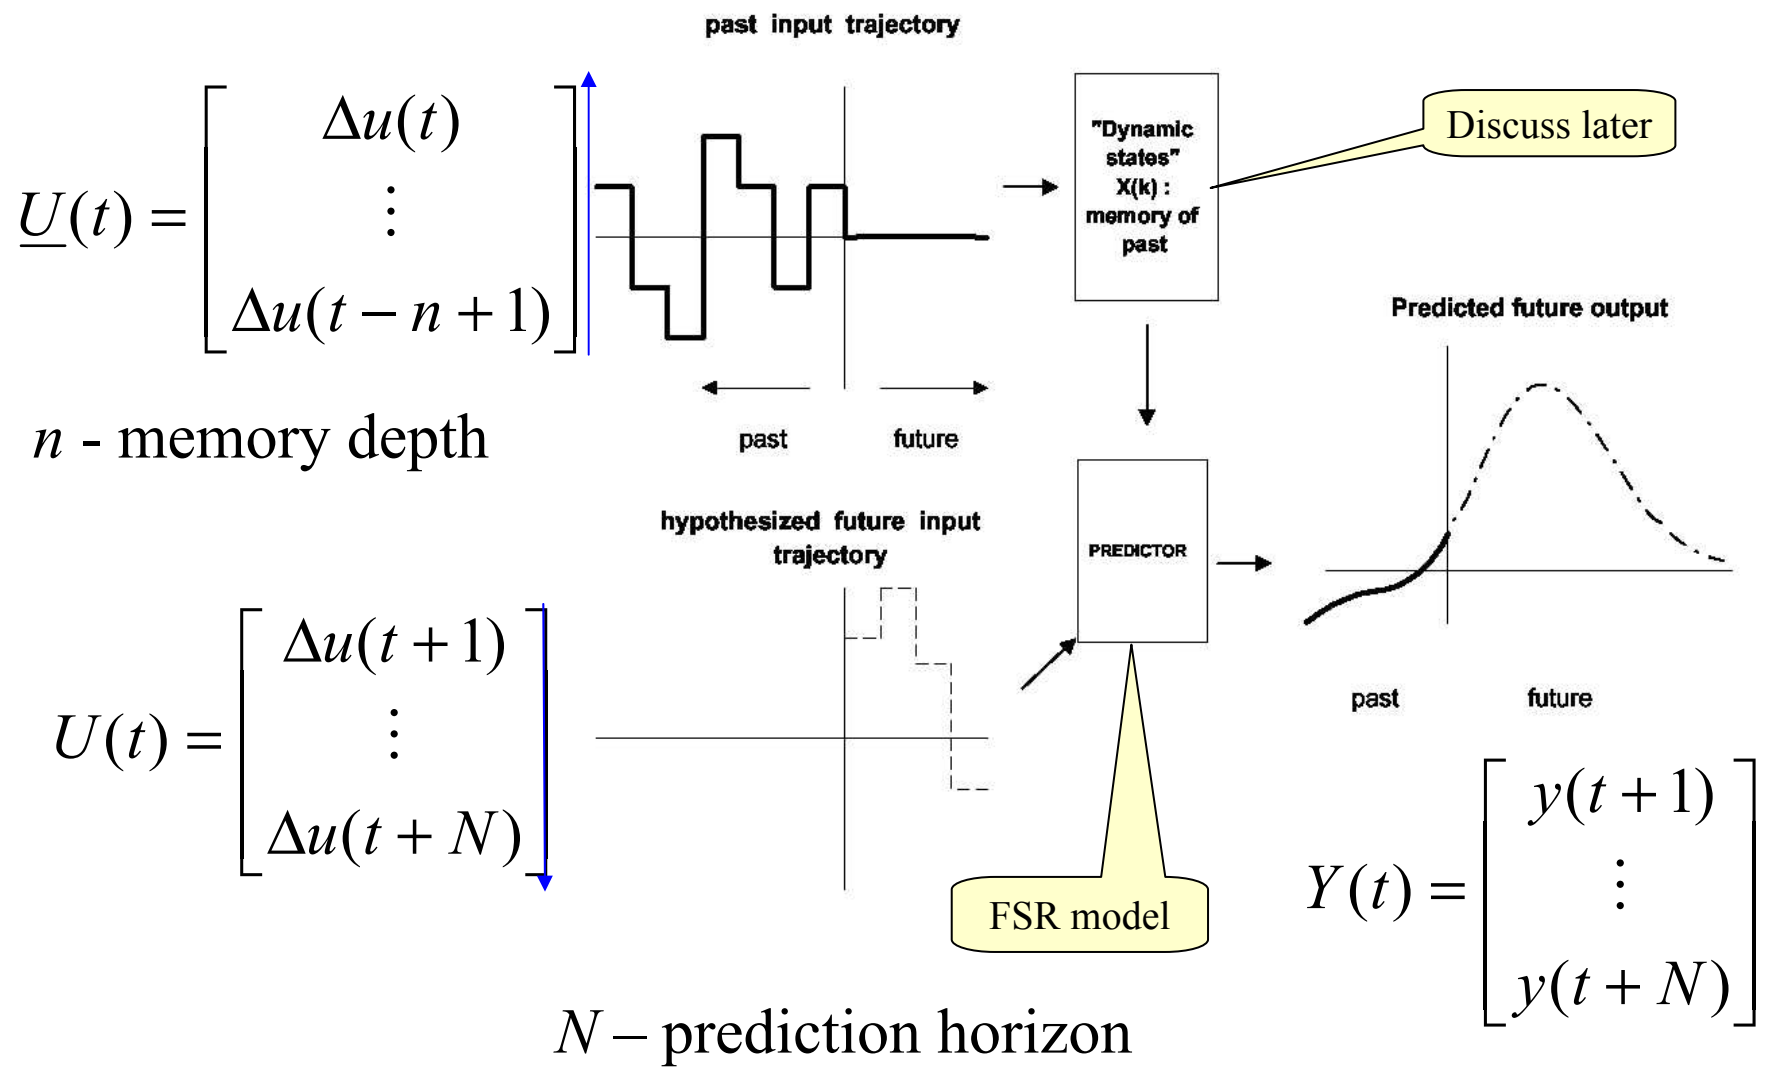 past input trajectory
U(t) =
Δu(t)
⋮
Δu(t − n + 1)
"Dynamic
states"
X(k) :
memory of
past
Discuss later
past
future
n - memory depth
Predicted future output
hypothesized future input
trajectory
PREDICTOR
past
future
U(t) =
Δu(t + 1)
⋮
Δu(t + N)
FSR model
Y(t) =
y(t + 1)
⋮
y(t + N)
N – prediction horizon